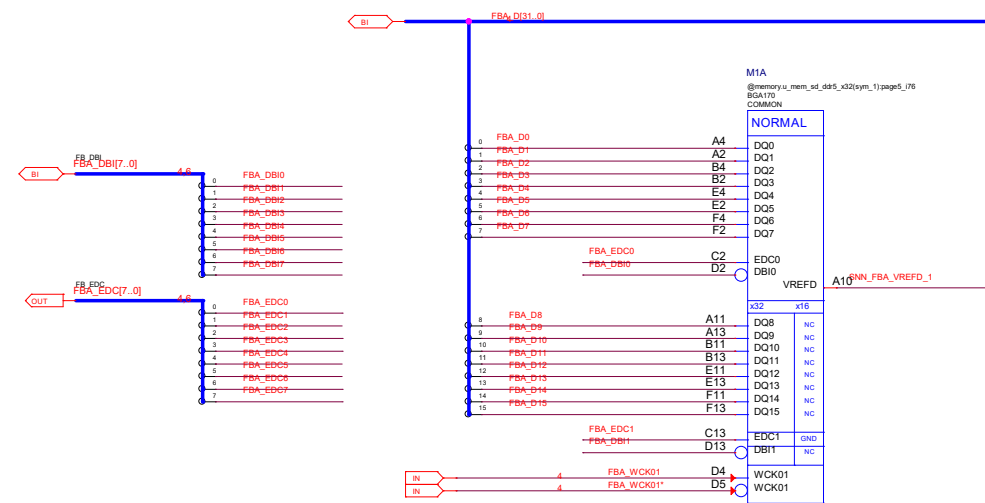 BI
FBA_D[31..0]
M1A
@memory.u_mem_sd_ddr5_x32(sym_1):page5_i76
BGA170
COMMON
NORMAL
0 FBA_D0 A4 DQ0
1 FBA_D1 A2 DQ1
2 FBA_D2 B4 DQ2
3 FBA_D3 B2 DQ3
4 FBA_D4 E4 DQ4
5 FBA_D5 E2 DQ5
6 FBA_D6 F4 DQ6
7 FBA_D7 F2 DQ7
FBA_EDC0 C2 EDC0
FBA_DBI0 D2 DBI0
VREFD A10 SNN_FBA_VREFD_1
x32 x16
8 FBA_D8 A11 DQ8 NC
9 FBA_D9 A13 DQ9 NC
10 FBA_D10 B11 DQ10 NC
11 FBA_D11 B13 DQ11 NC
12 FBA_D12 E11 DQ12 NC
13 FBA_D13 E13 DQ13 NC
14 FBA_D14 F11 DQ14 NC
15 FBA_D15 F13 DQ15 NC
FBA_EDC1 C13 EDC1 GND
FBA_DBI1 D13 DBI1 NC
IN 4 FBA_WCK01 D4 WCK01
IN 4 FBA_WCK01* D5 WCK01
FB_DBI
BI FBA_DBI[7..0] 4,6
0 FBA_DBI0
1 FBA_DBI1
2 FBA_DBI2
3 FBA_DBI3
4 FBA_DBI4
5 FBA_DBI5
6 FBA_DBI6
7 FBA_DBI7
FB_EDC
OUT FBA_EDC[7..0] 4,6
0 FBA_EDC0
1 FBA_EDC1
2 FBA_EDC2
3 FBA_EDC3
4 FBA_EDC4
5 FBA_EDC5
6 FBA_EDC6
7 FBA_EDC7